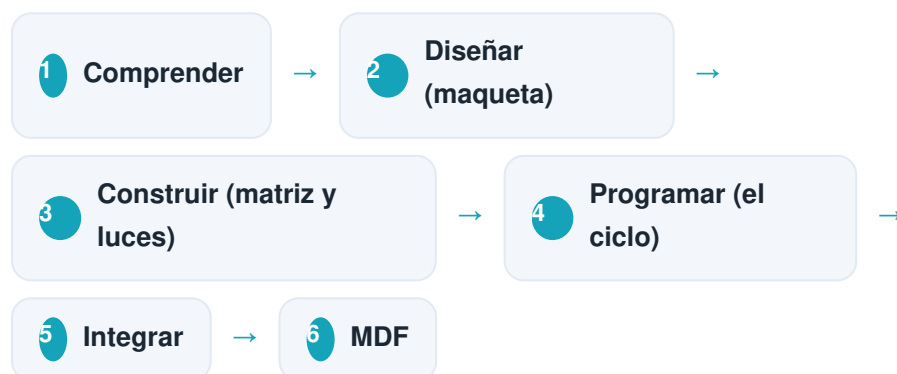 1 Comprender →
2 Diseñar
(maqueta) →
3 Construir (matriz y
luces) →
4 Programar (el
ciclo) →
5 Integrar →
6 MDF